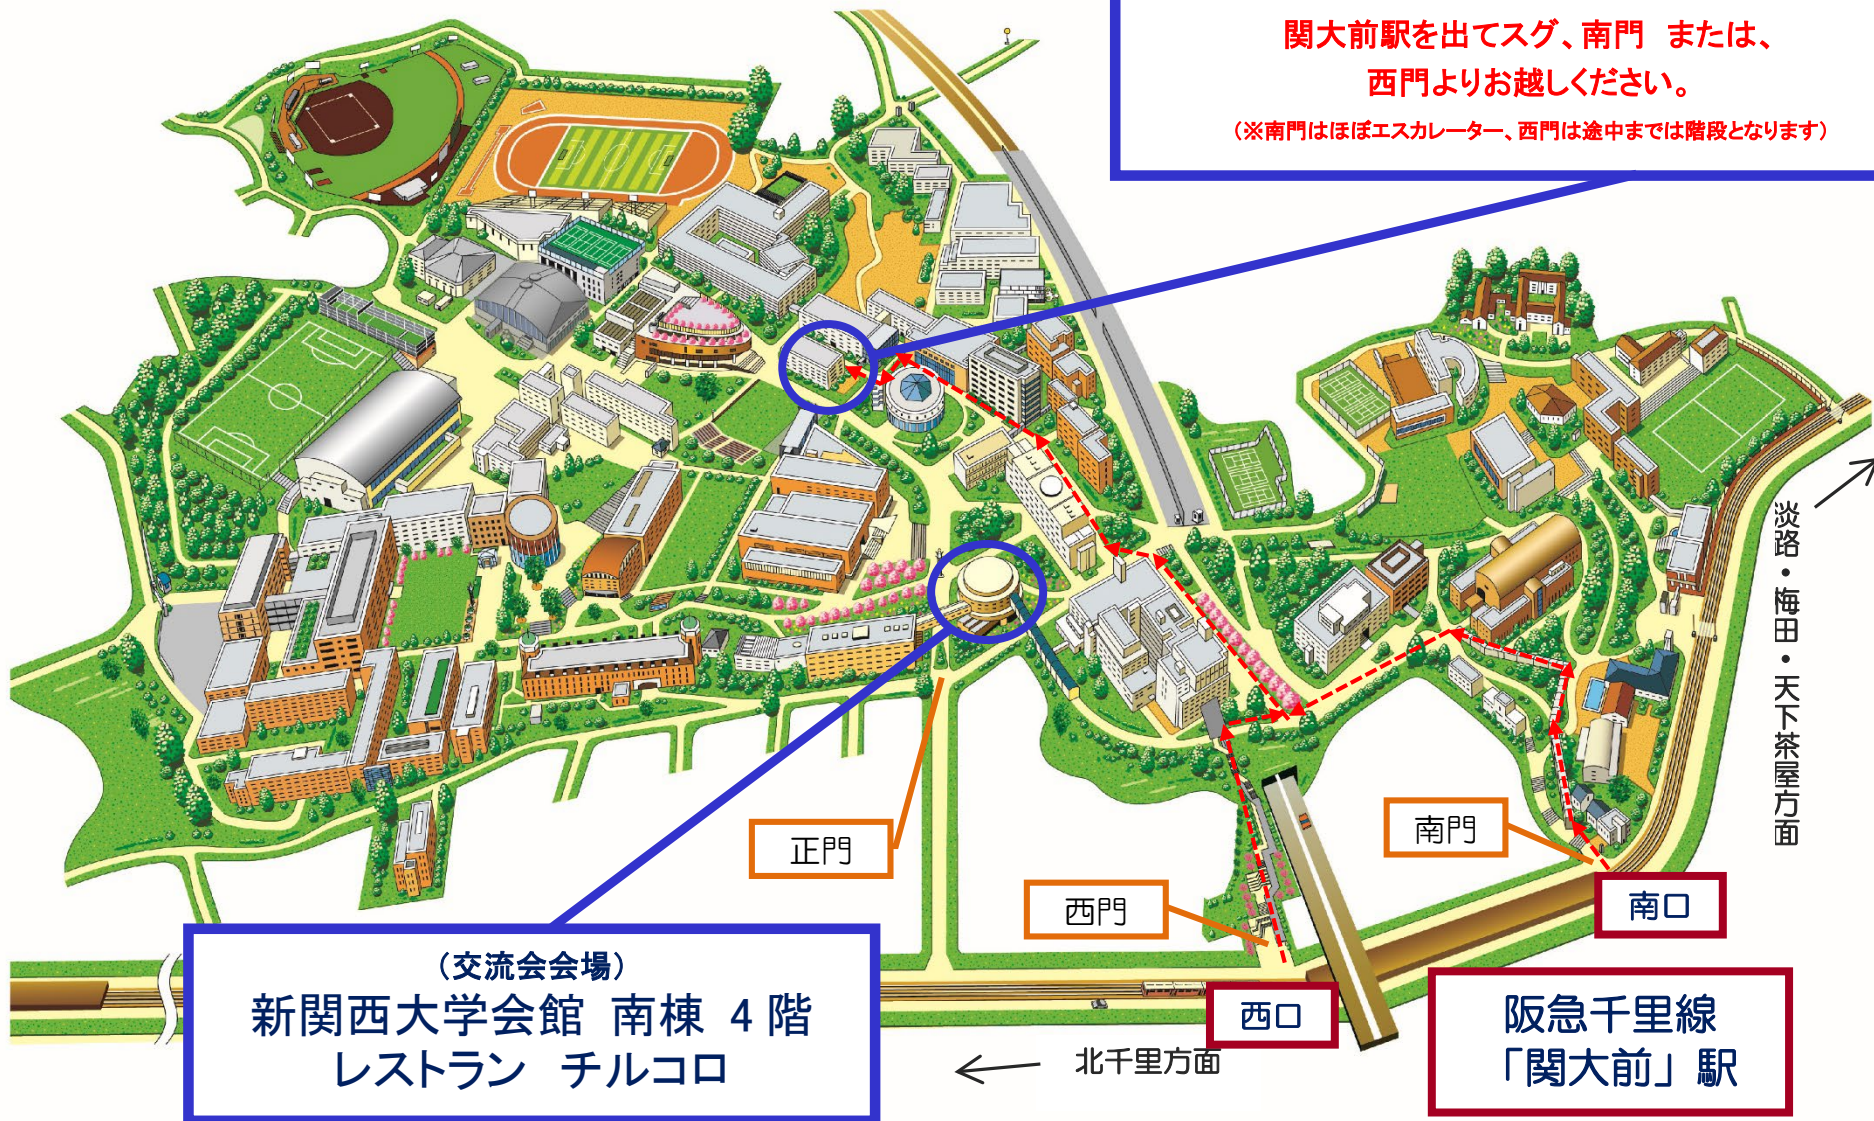 関大前駅を出てスグ、南門 または、
西門よりお越しください。
(※南門はほぼエスカレーター、西門は途中までは階段となります)
淡路・梅田・天下茶屋方面
正門
南門
西門
南口
(交流会会場)
新関西大学会館 南棟 4階
レストラン チルコロ
西口
阪急千里線
「関大前」駅
北千里方面